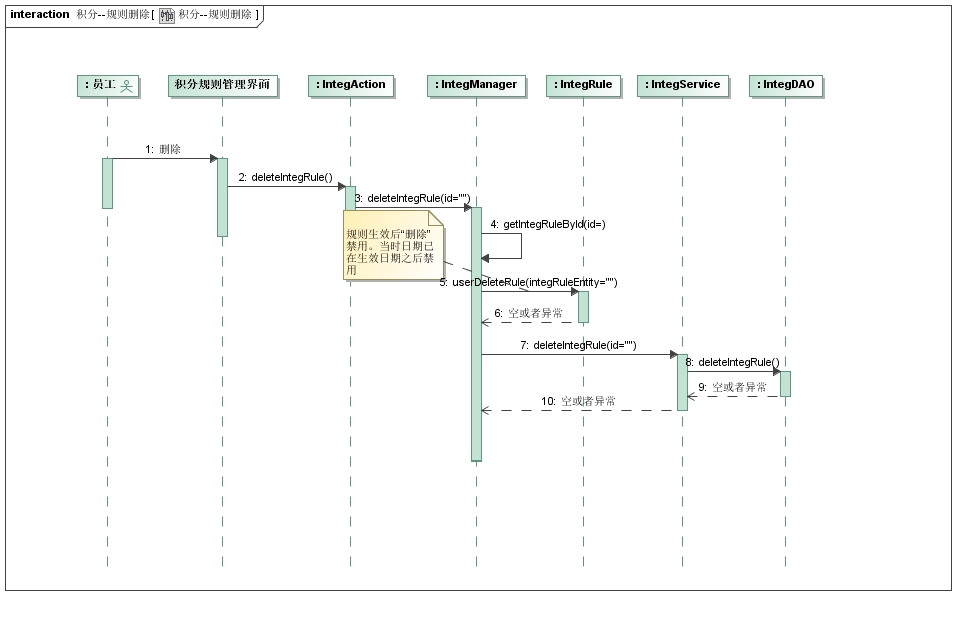 interaction 积分--规则删除[ 积分--规则删除 ]
: 员工
积分规则管理界面
: IntegAction
: IntegManager
: IntegRule
: IntegService
: IntegDAO
1: 删除
2: deleteIntegRule()
3: deleteIntegRule(id="")
4: getIntegRuleById(id=)
规则生效后“删除”
禁用。当时日期已
在生效日期之后禁
用
5: userDeleteRule(integRuleEntity="")
6: 空或者异常
7: deleteIntegRule(id="")
8: deleteIntegRule()
9: 空或者异常
10: 空或者异常